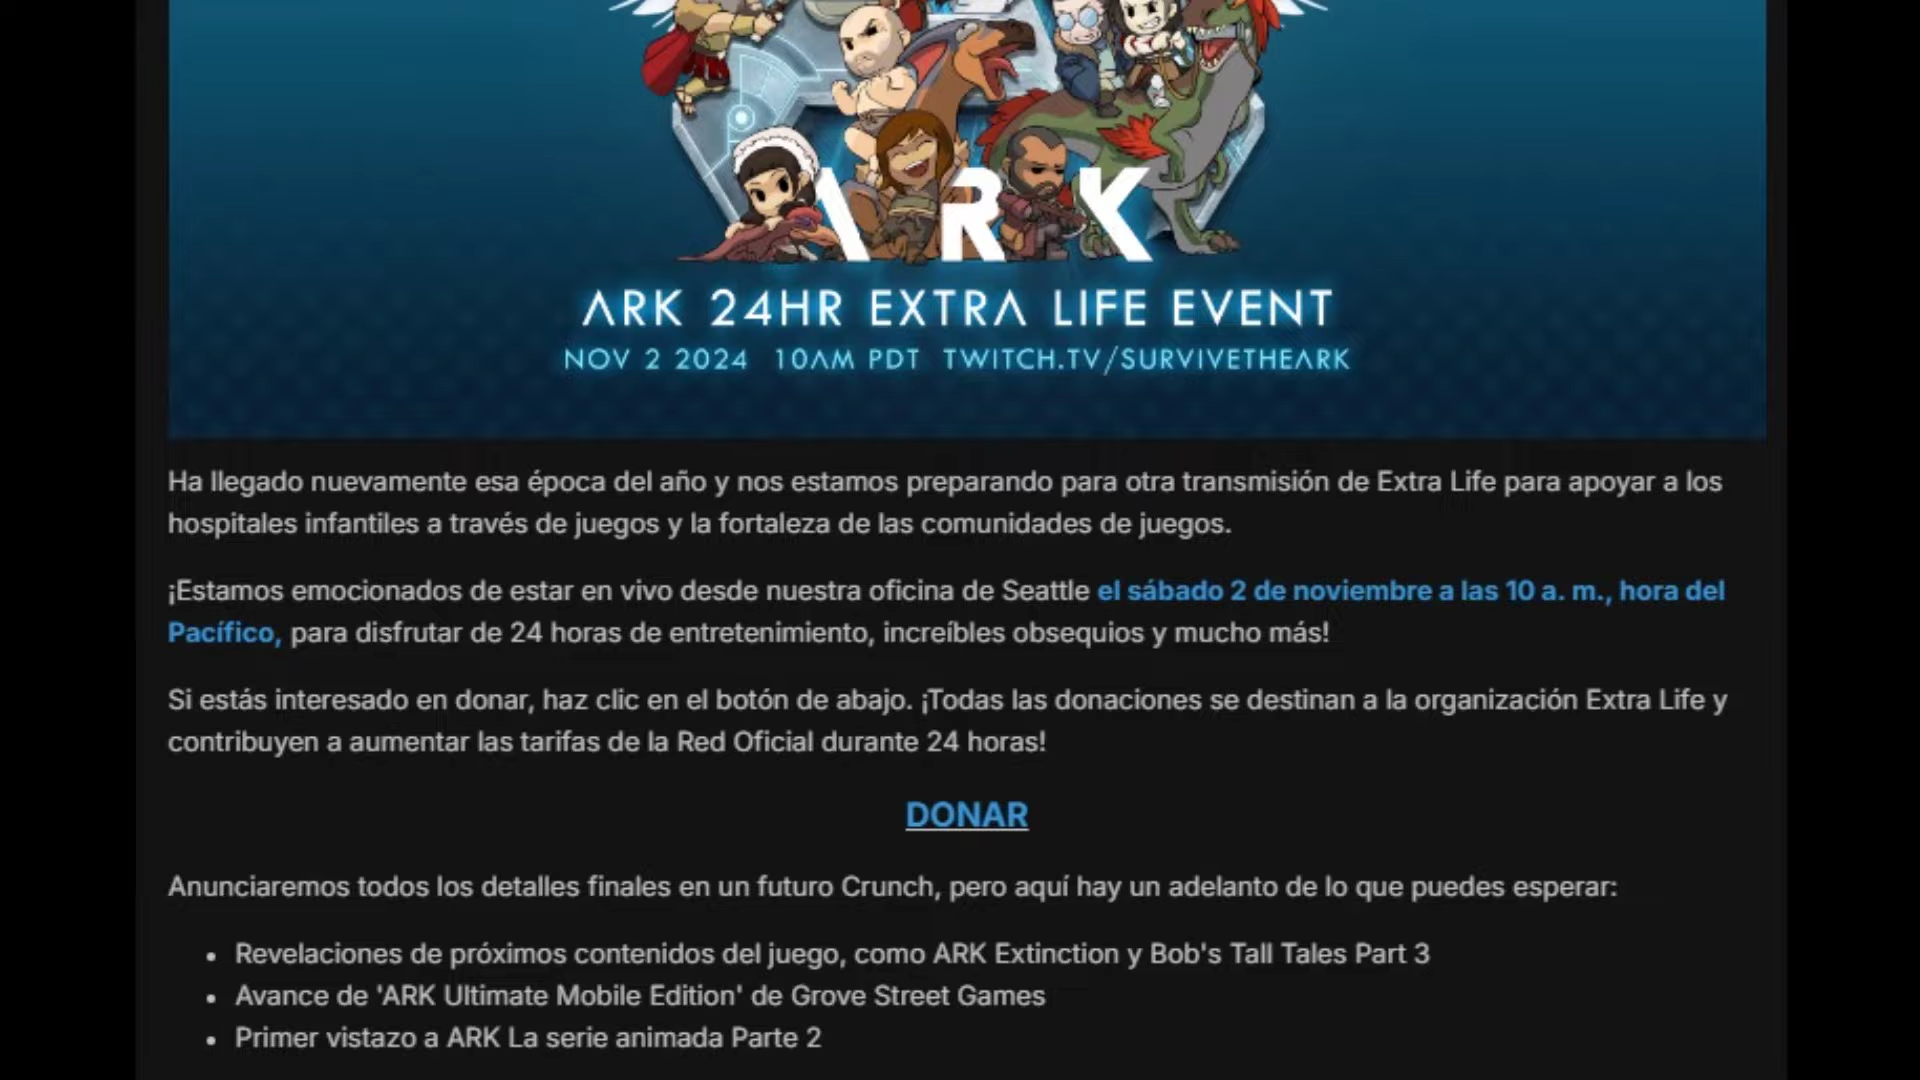 ARK
ARK 24HR EXTRA LIFE EVENT
NOV 2 2024 10AM PDT TWITCH.TV/SURVIVETHEARK
Ha llegado nuevamente esa época del año y nos estamos preparando para otra transmisión de Extra Life para apoyar a los
hospitales infantiles a través de juegos y la fortaleza de las comunidades de juegos.
¡Estamos emocionados de estar en vivo desde nuestra oficina de Seattle el sábado 2 de noviembre a las 10 a. m., hora del
Pacífico, para disfrutar de 24 horas de entretenimiento, increíbles obsequios y mucho más!
Si estás interesado en donar, haz clic en el botón de abajo. ¡Todas las donaciones se destinan a la organización Extra Life y
contribuyen a aumentar las tarifas de la Red Oficial durante 24 horas!
DONAR
Anunciaremos todos los detalles finales en un futuro Crunch, pero aquí hay un adelanto de lo que puedes esperar:
• Revelaciones de próximos contenidos del juego, como ARK Extinction y Bob's Tall Tales Part 3
• Avance de 'ARK Ultimate Mobile Edition' de Grove Street Games
• Primer vistazo a ARK La serie animada Parte 2